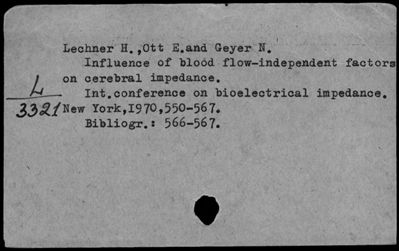 Lechner H.,Ott E.and Geyer N.
Influence of blood flow-independent factors
on cerebral impedance.
L
Int.conference on bioelectrical impedance.
3321 New York,I970,550-567.
Bibliogr.: 566-567.